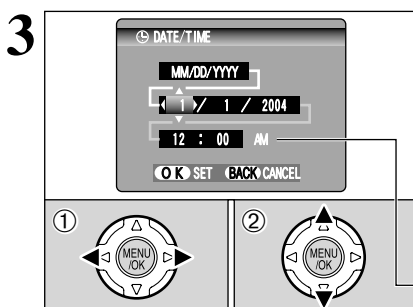 3
DATE/TIME
MM/DD/YYYY
1 / 1 / 2004
12 : 00 AM
OK SET BACK CANCEL
① ②
MENU /OK MENU /OK